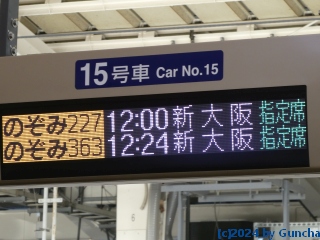 15号車 Car No.15
のぞみ227 12:00 新大阪 指定席
のぞみ363 12:24 新大阪 指定席
(c)2024 by Guncha